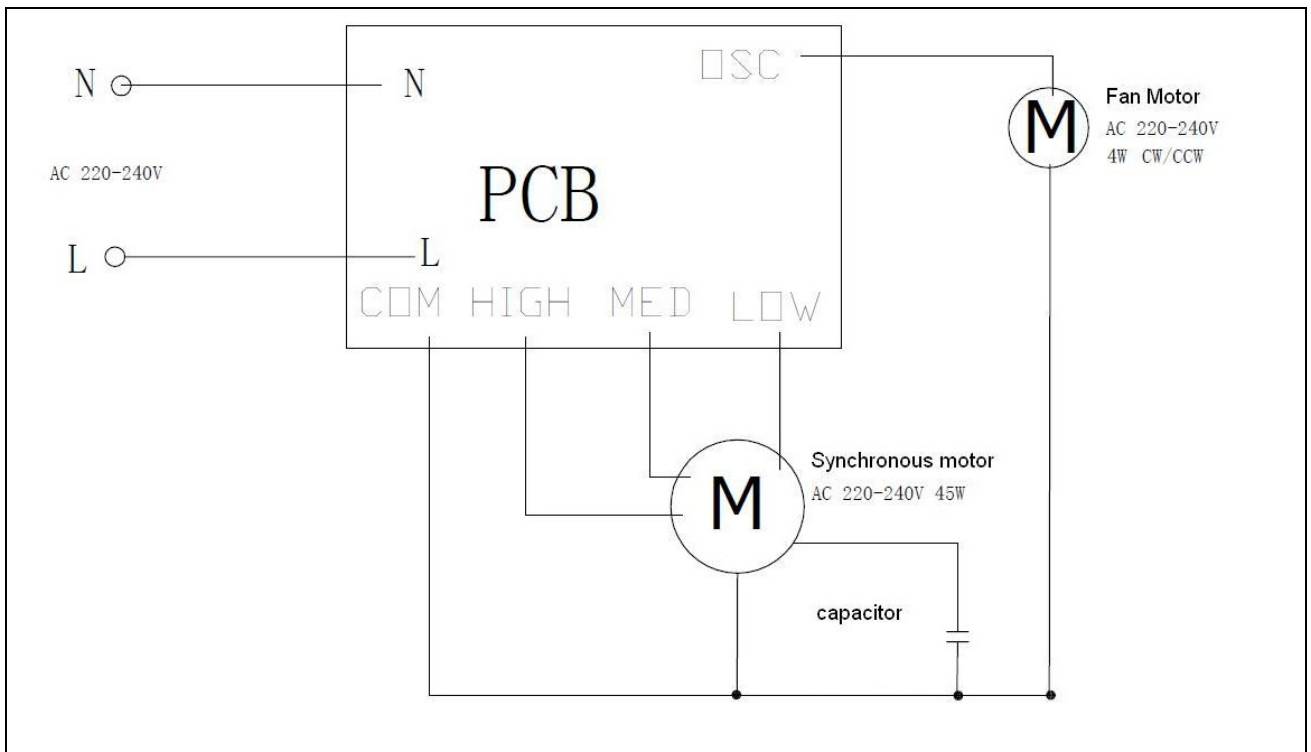 N
N
OSC
Fan Motor
AC 220-240V
4W CW/CCW
M
AC 220-240V
PCB
L
L
COM HIGH MED LOW
Synchronous motor
AC 220-240V 45W
M
capacitor